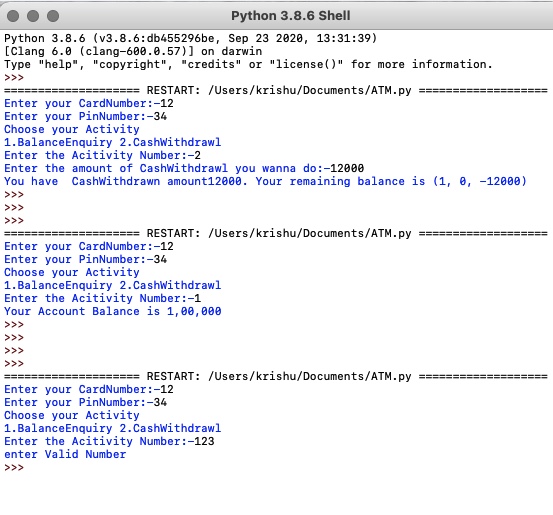 Python 3.8.6 Shell
Python 3.8.6 (v3.8.6:db455296be, Sep 23 2020, 13:31:39)
[Clang 6.0 (clang-600.0.57)] on darwin
Type "help", "copyright", "credits" or "license()" for more information.
>>>
==================== RESTART: /Users/krishu/Documents/ATM.py ===================
Enter your CardNumber:-12
Enter your PinNumber:-34
Choose your Activity
1.BalanceEnquiry 2.CashWithdrawl
Enter the Acitivity Number:-2
Enter the amount of CashWithdrawl you wanna do:-12000
You have  CashWithdrawn amount12000. Your remaining balance is (1, 0, -12000)
>>>
>>>
>>>
==================== RESTART: /Users/krishu/Documents/ATM.py ===================
Enter your CardNumber:-12
Enter your PinNumber:-34
Choose your Activity
1.BalanceEnquiry 2.CashWithdrawl
Enter the Acitivity Number:-1
Your Account Balance is 1,00,000
>>>
>>>
>>>
>>>
==================== RESTART: /Users/krishu/Documents/ATM.py ===================
Enter your CardNumber:-12
Enter your PinNumber:-34
Choose your Activity
1.BalanceEnquiry 2.CashWithdrawl
Enter the Acitivity Number:-123
enter Valid Number
>>>